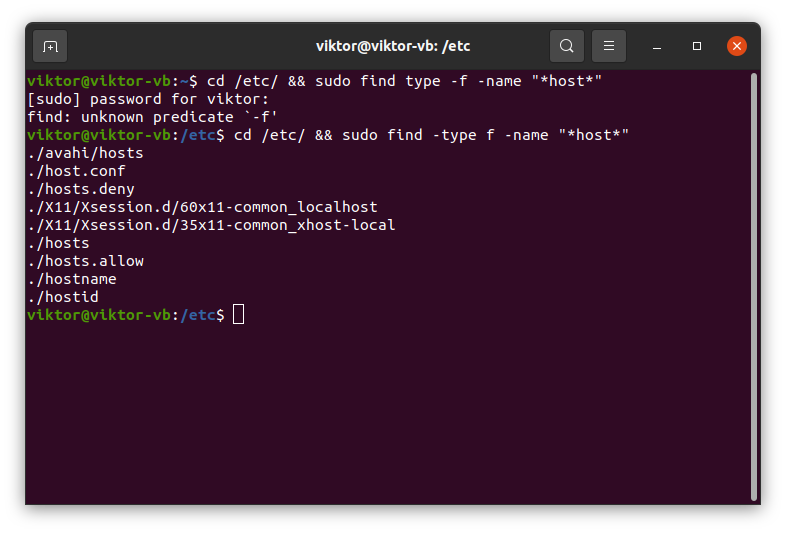 viktor@viktor-vb: /etc
viktor@viktor-vb:~$ cd /etc/ && sudo find type -f -name "*host*"
[sudo] password for viktor:
find: unknown predicate `-f'
viktor@viktor-vb:/etc$ cd /etc/ && sudo find -type f -name "*host*"
./avahi/hosts
./host.conf
./hosts.deny
./X11/Xsession.d/60x11-common_localhost
./X11/Xsession.d/35x11-common_xhost-local
./hosts
./hosts.allow
./hostname
./hostid
viktor@viktor-vb:/etc$